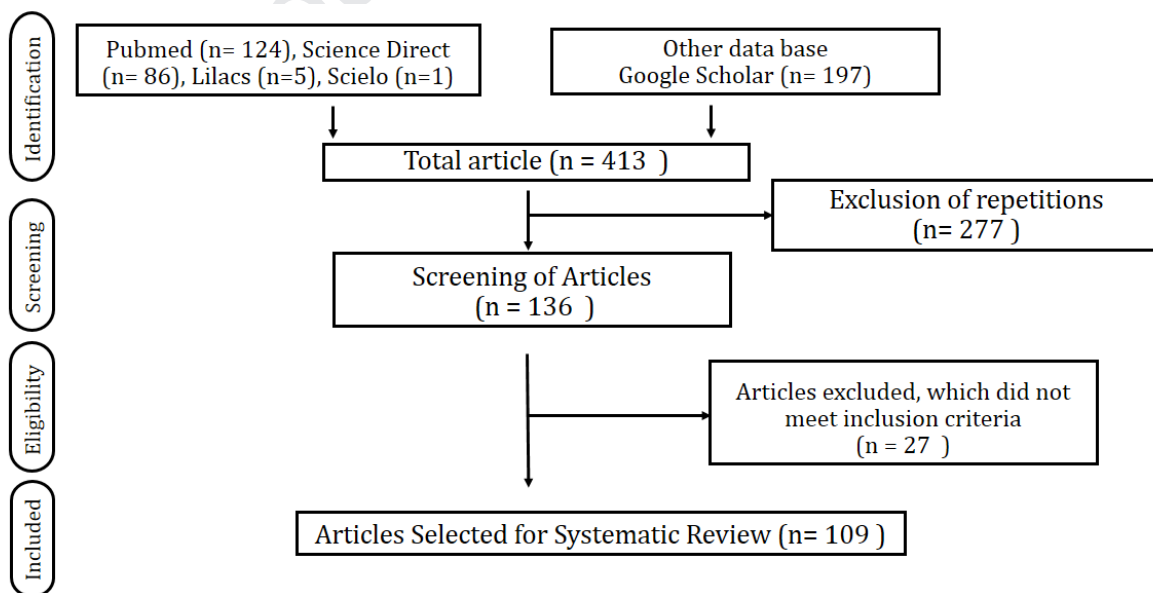 Identification
Pubmed (n= 124), Science Direct
(n= 86), Lilacs (n=5), Scielo (n=1)
Other data base
Google Scholar (n= 197)
Total article (n = 413 )
Exclusion of repetitions
(n= 277)
Screening
Screening of Articles
(n = 136 )
Eligibility
Articles excluded, which did not
meet inclusion criteria
(n = 27 )
Included
Articles Selected for Systematic Review (n= 109 )